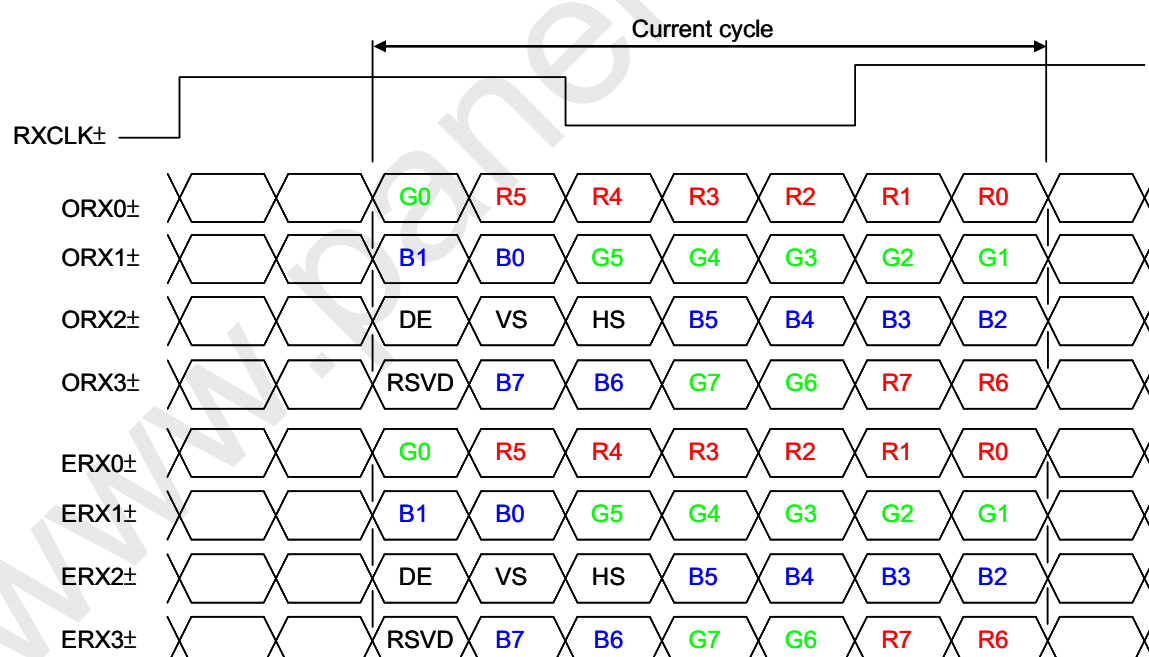 Current cycle
RXCLK±
ORX0± G0 R5 R4 R3 R2 R1 R0
ORX1± B1 B0 G5 G4 G3 G2 G1
ORX2± DE VS HS B5 B4 B3 B2
ORX3± RSVD B7 B6 G7 G6 R7 R6
ERX0± G0 R5 R4 R3 R2 R1 R0
ERX1± B1 B0 G5 G4 G3 G2 G1
ERX2± DE VS HS B5 B4 B3 B2
ERX3± RSVD B7 B6 G7 G6 R7 R6
www.pane